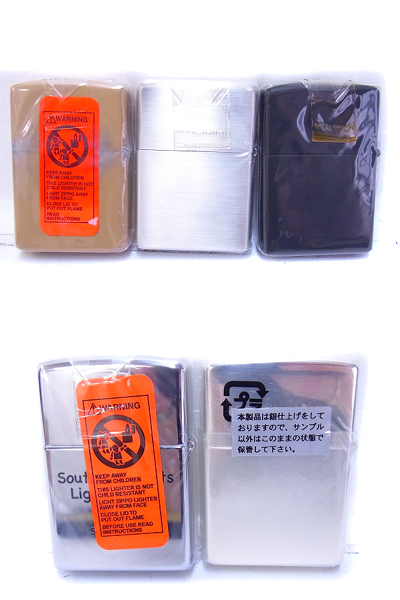 WARNING
KEEP AWAY
FROM CHILDREN
THIS LIGHTER IS NOT
CHILD RESISTANT
LIGHT ZIPPO AWAY
FROM FACE
CLOSE LID TO
PUT OUT FLAME
READ
INSTRUCTIONS
WARNING
KEEP AWAY
FROM CHILDREN
THIS LIGHTER IS NOT
CHILD RESISTANT
LIGHT ZIPPO LIGHTER
AWAY FROM FACE
CLOSE LID TO
PUT OUT FLAME
BEFORE USE READ
INSTRUCTIONS
本製品は銀仕上げをして
おりますので、サンプル
以外はこのままの状態で
保管して下さい。